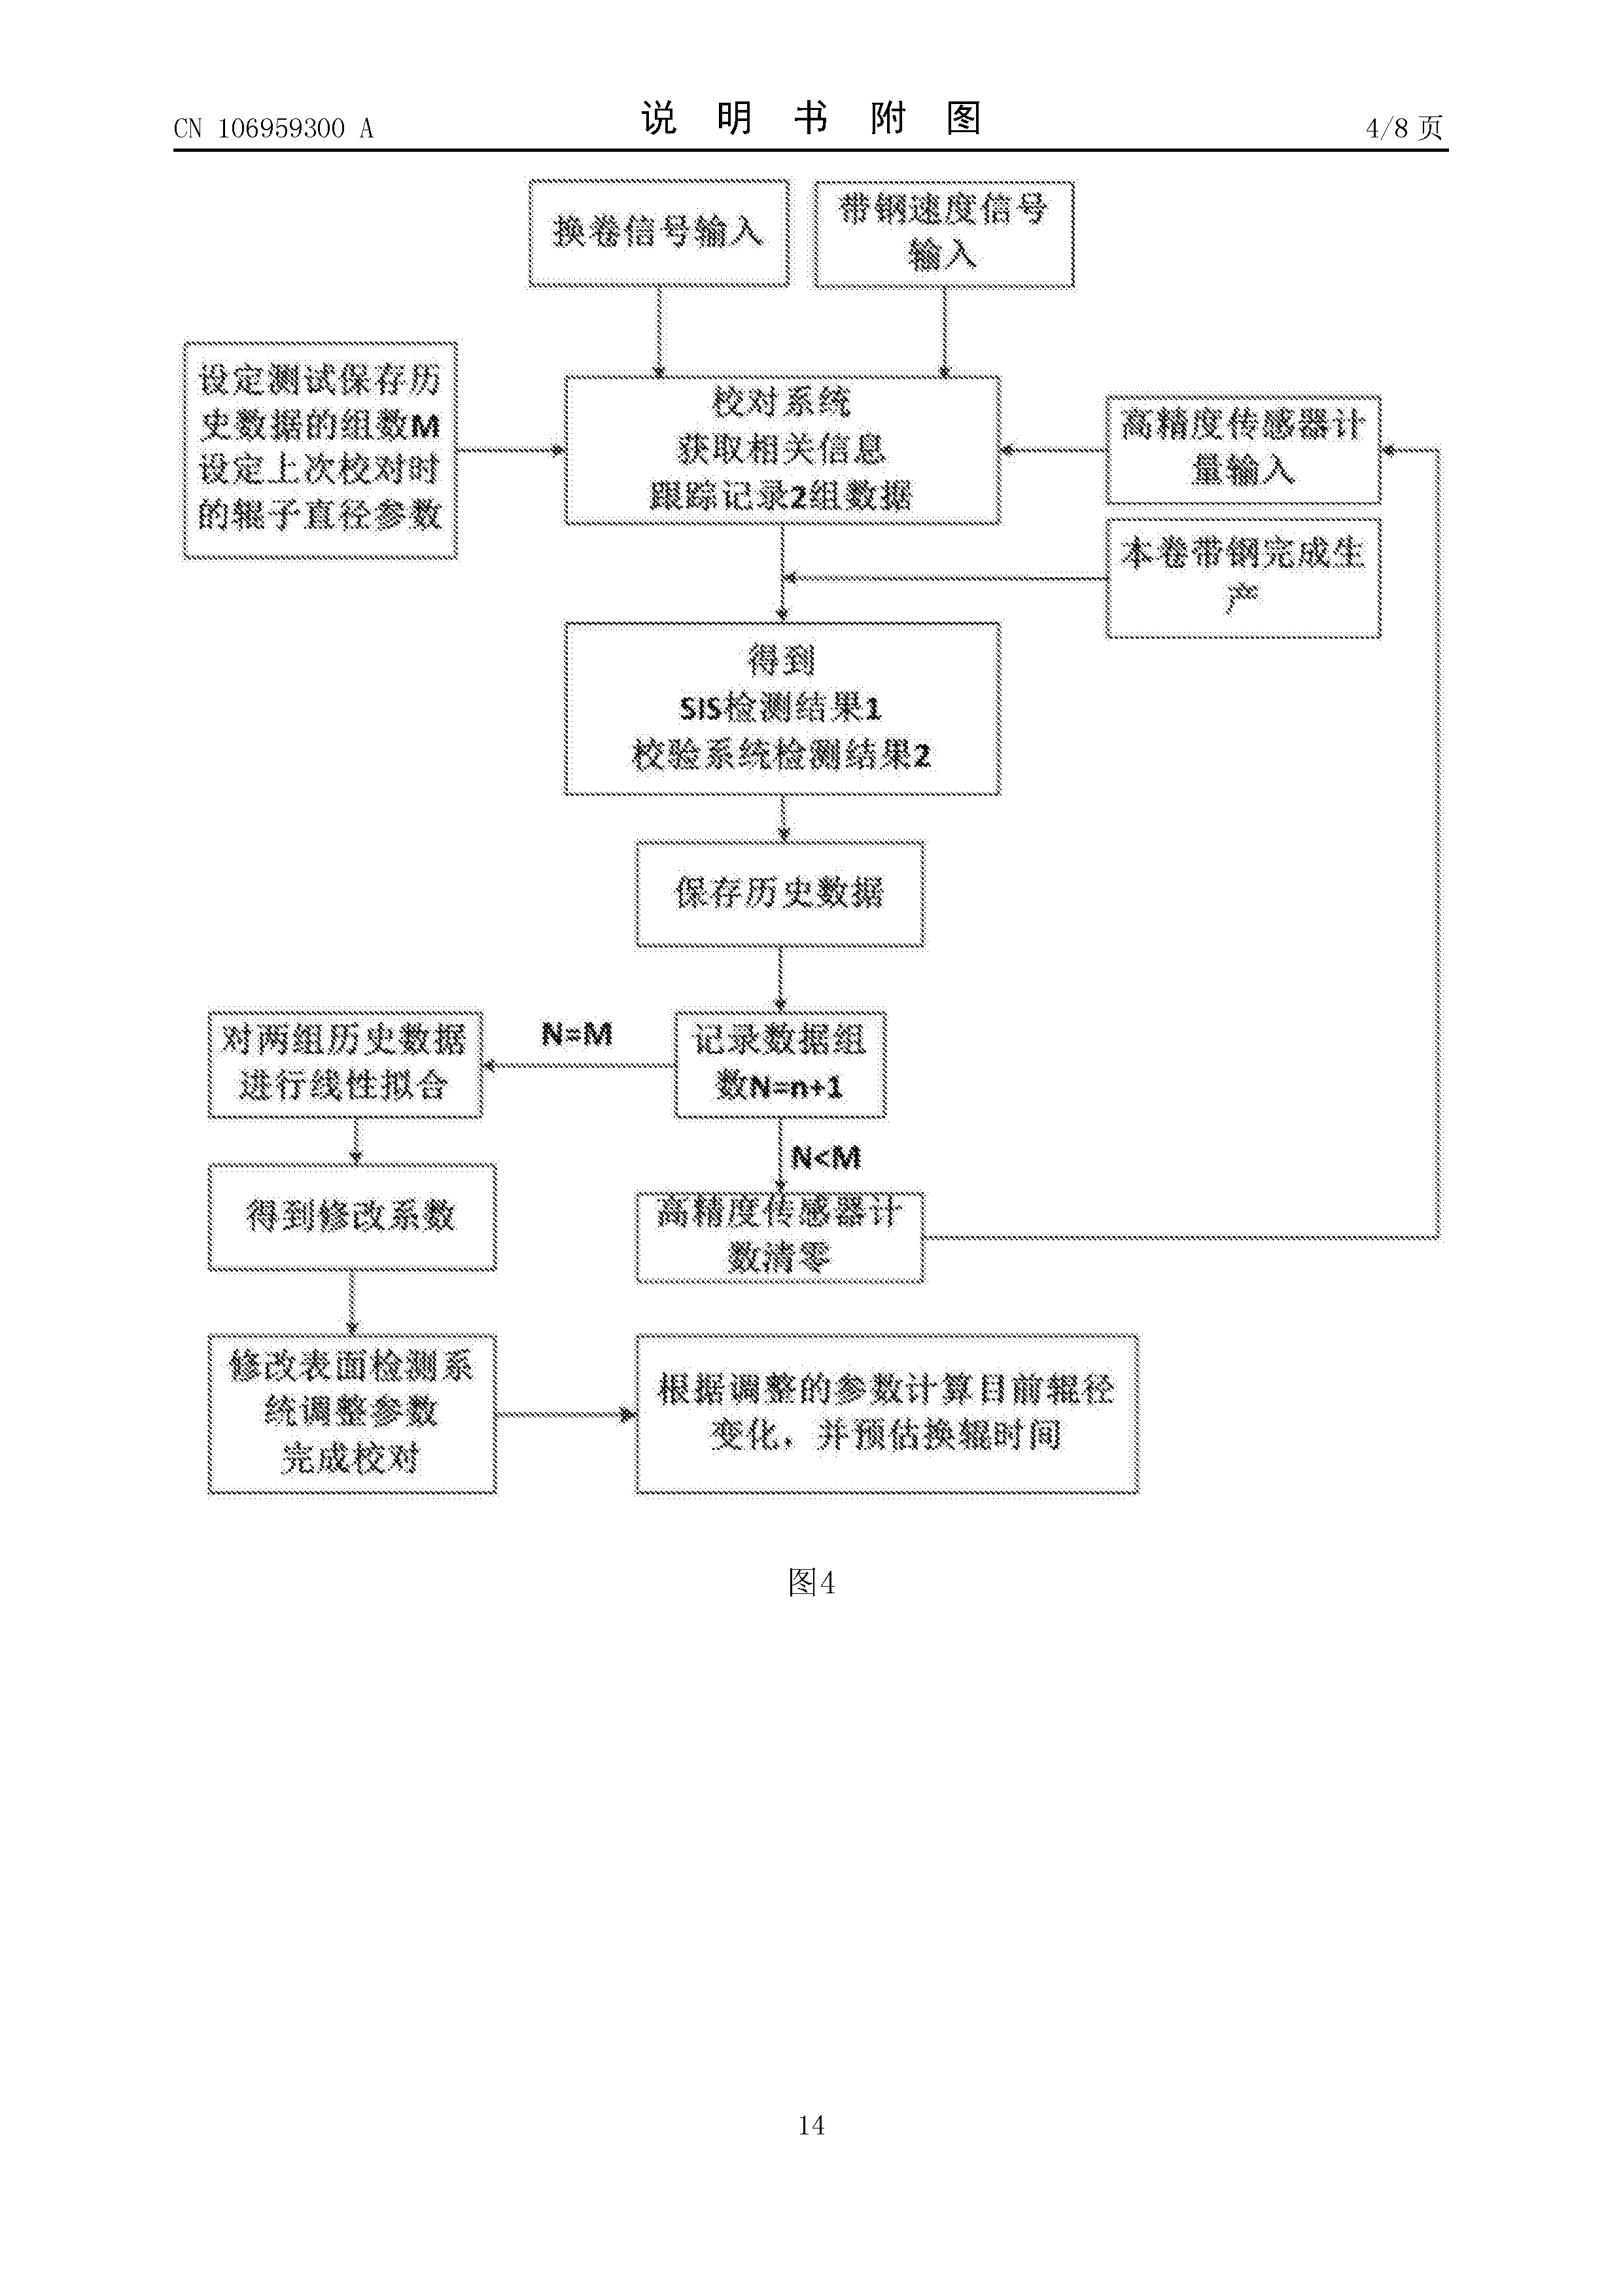 CN 106959300 A
说 明 书 附 图
4/8 页
换卷信号输入
带钢速度信号
输入
设定测试保存历
史数据的组数M
设定上次校对时
的辊子直径参数
校对系统
获取相关信息
跟踪记录2组数据
高精度传感器计
量输入
本卷带钢完成生
产
得到
SIS检测结果1
校验系统检测结果2
保存历史数据
对两组历史数据
进行线性拟合
N=M
记录数据组
数N=n+1
N<M
得到修改系数
高精度传感器计
数清零
修改表面检测系
统调整参数
完成校对
根据调整的参数计算目前辊径
变化，并预估换辊时间
图4
14